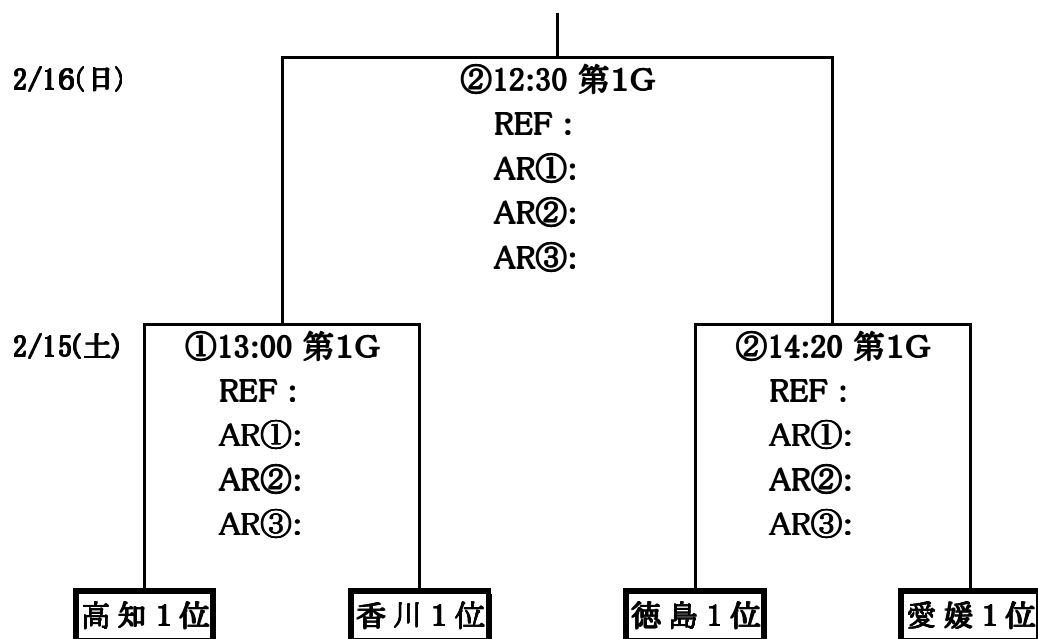 2/16(日)
②12:30 第1G
REF :
AR①:
AR②:
AR③:
2/15(土)
①13:00 第1G
REF :
AR①:
AR②:
AR③:
②14:20 第1G
REF :
AR①:
AR②:
AR③:
高知1位
香川1位
徳島1位
愛媛1位